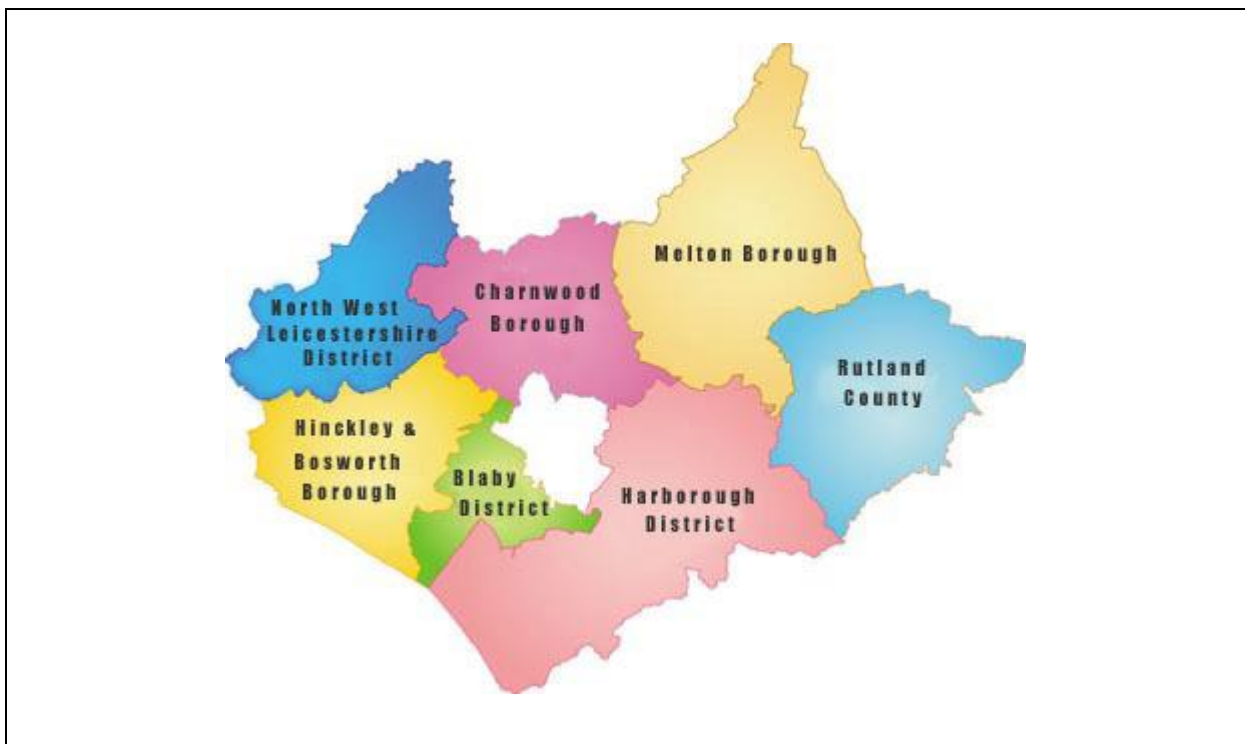 Melton Borough
Charnwood
Borough
North West
Leicestershire
District
Rutland
County
Hinckley &
Bosworth
Borough
Blaby
District
Harborough
District